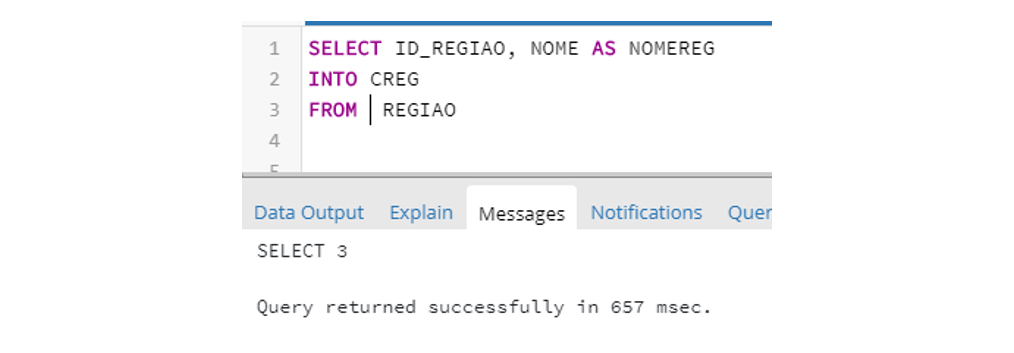 1 SELECT ID_REGIAO, NOME AS NOMEREG
2 INTO CREG
3 FROM REGIAO
4
5
Data Output Explain Messages Notifications Quer
SELECT 3
Query returned successfully in 657 msec.